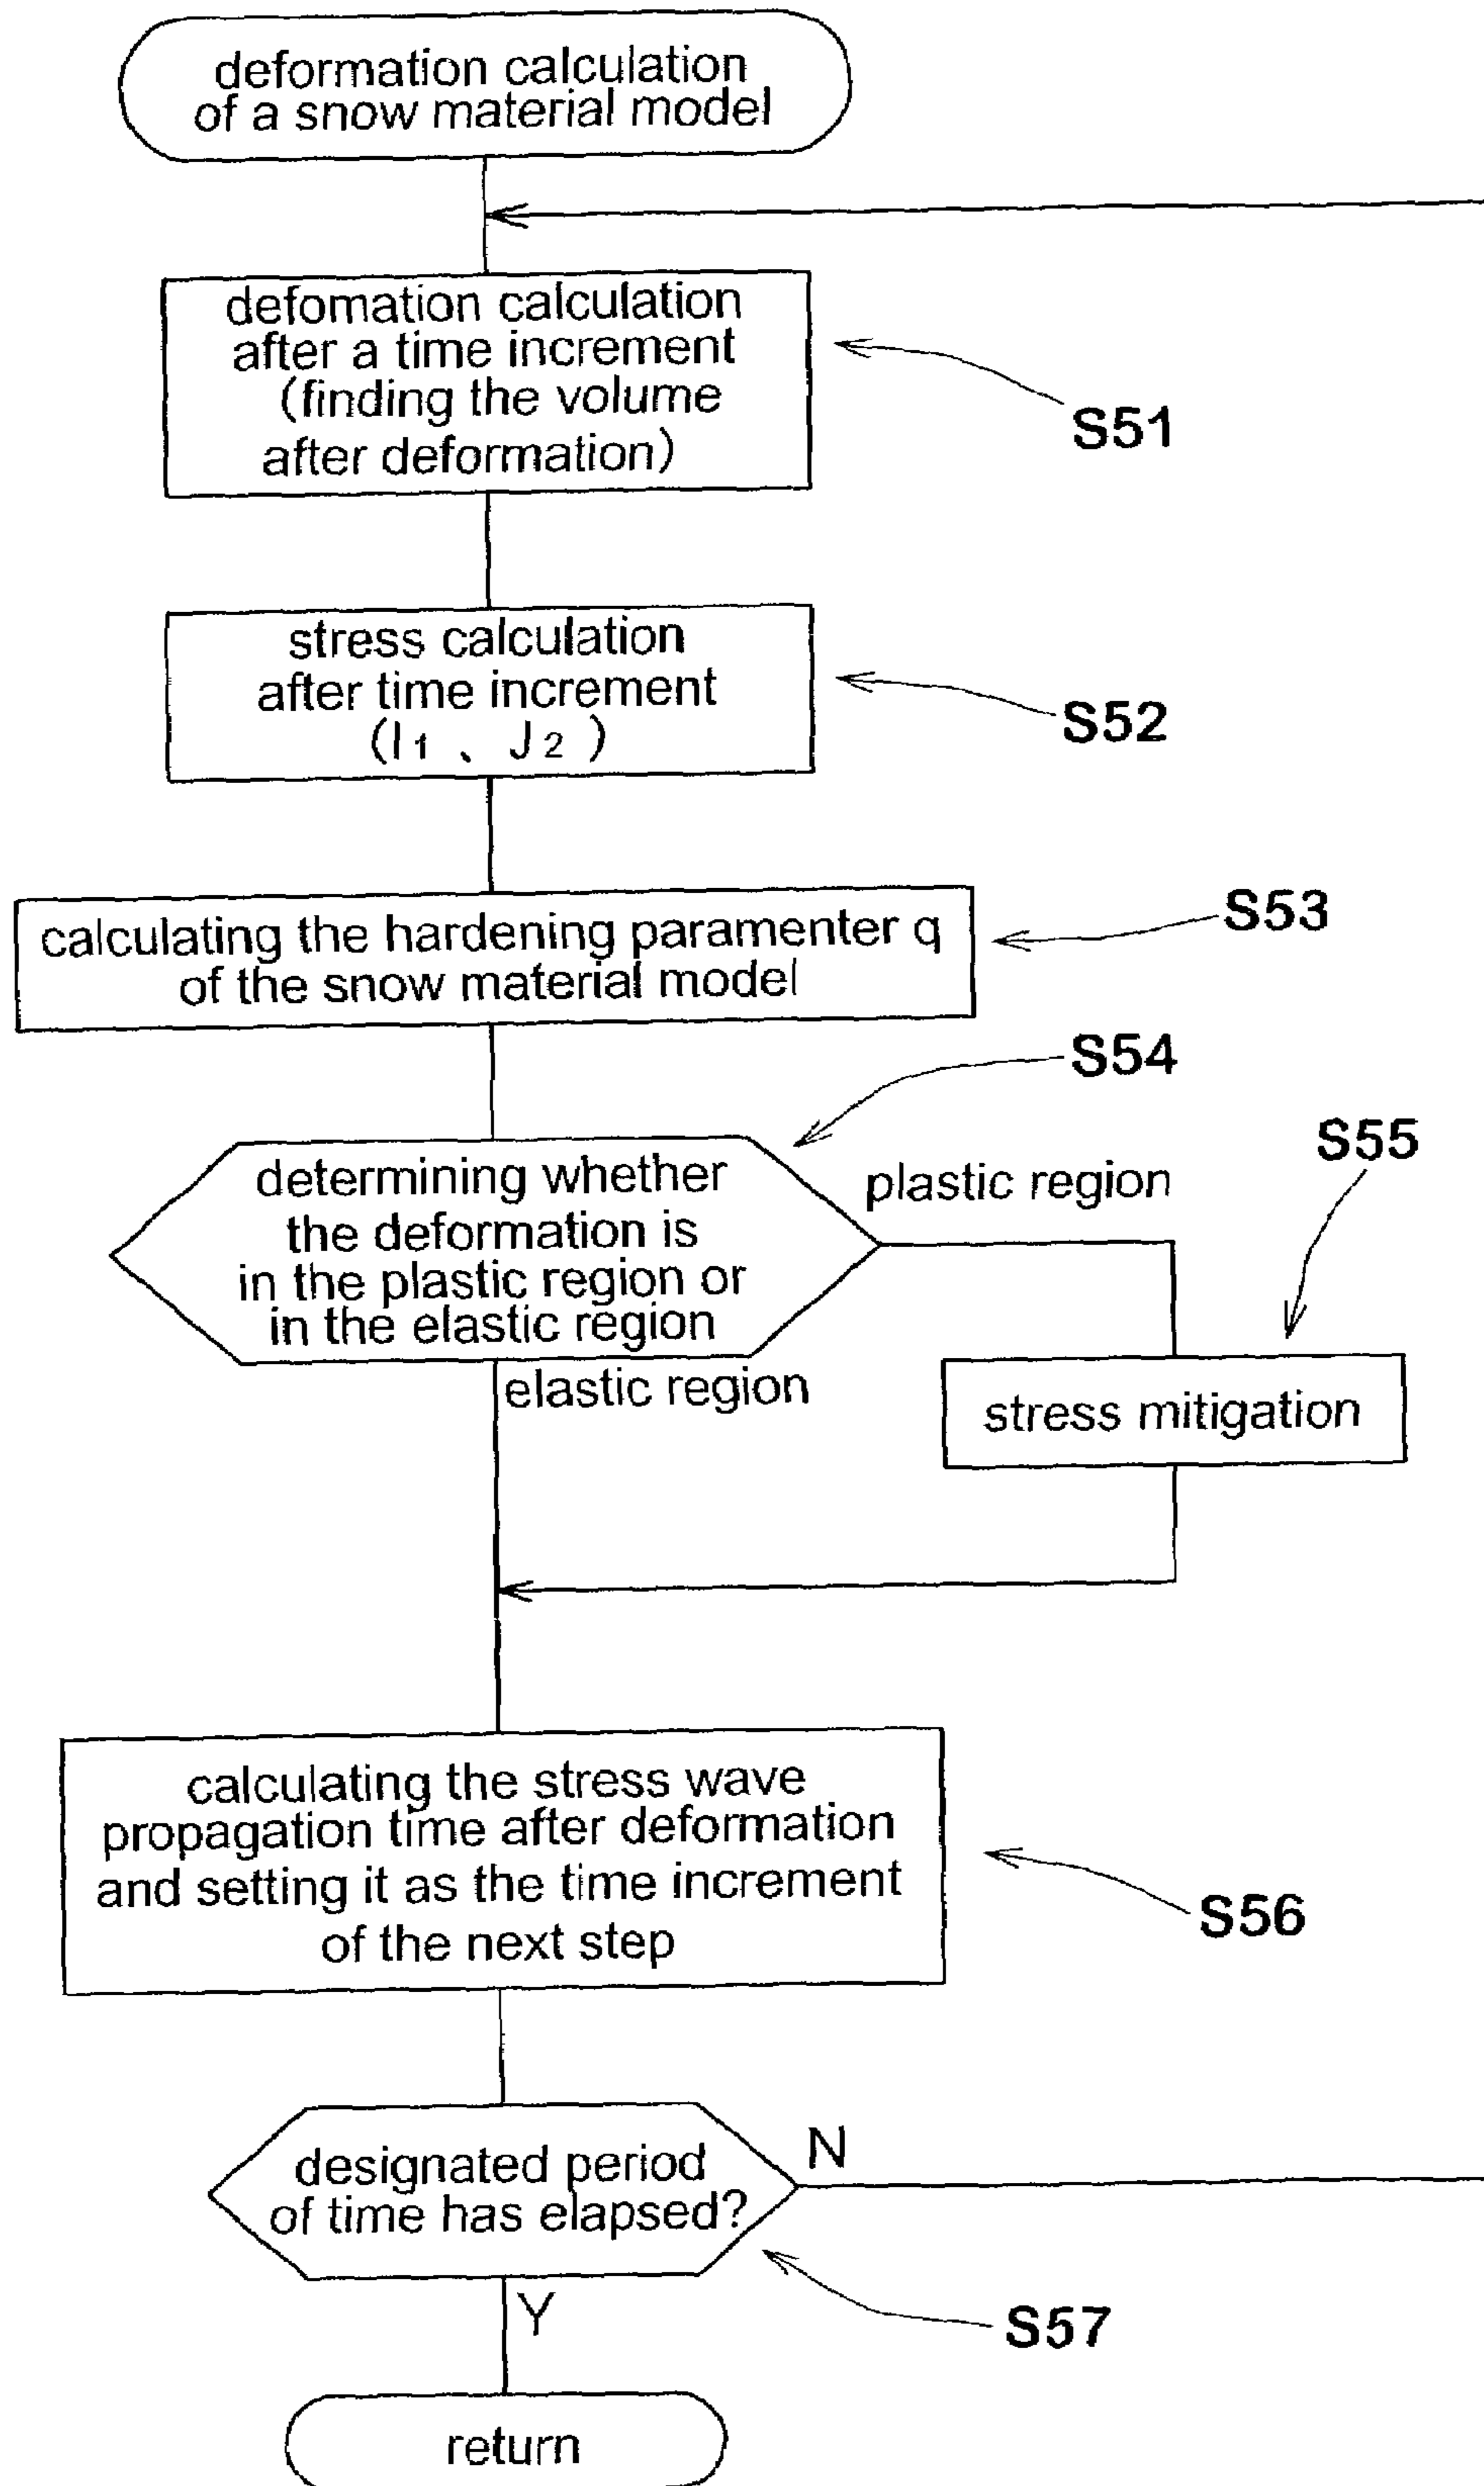 deformation calculation
of a snow material model
defomation calculation
after a time increment
(finding the volume
after deformation)
S51
stress calculation
after time increment
(I1、J2)
S52
calculating the hardening paramenter q
of the snow material model
S53
S54
determining whether
the deformation is
in the plastic region or
in the elastic region
plastic region
S55
elastic region
stress mitigation
calculating the stress wave
propagation time after deformation
and setting it as the time increment
of the next step
S56
designated period
of time has elapsed?
N
S57
Y
return